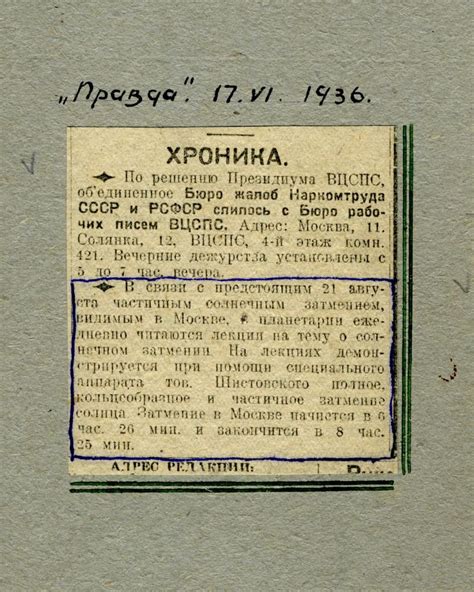 „Правда". 17. VI. 1936.
ХРОНИКА.
По решению Президиума ВЦСПС,
об'единенное Бюро жалоб Наркомтруда
СССР и РСФСР слилось с Бюро рабо-
чих писем ВЦСПС. Адрес: Москва, 11.
Солянка, 12, ВЦСПС, 4-й этаж комн.
421. Вечерние дежурства установлены с
5 до 7 час. вечера.
В связи с предстоящим 21 авгу-
ста частичным солнечным затмением,
видимым в Москве, в планетарии еже-
дневно читаются лекции на тему о сол-
нечном затмении На лекциях демон-
стрируется при помощи специального
аппарата тов. Шистовского полное,
кольцеобразное и частичное затмение
солнца Затмение в Москве начнется в 6
час. 26 мин. и закончится в 8 час.
25 мин.
АДРЕС РЕДАКЦИИ: